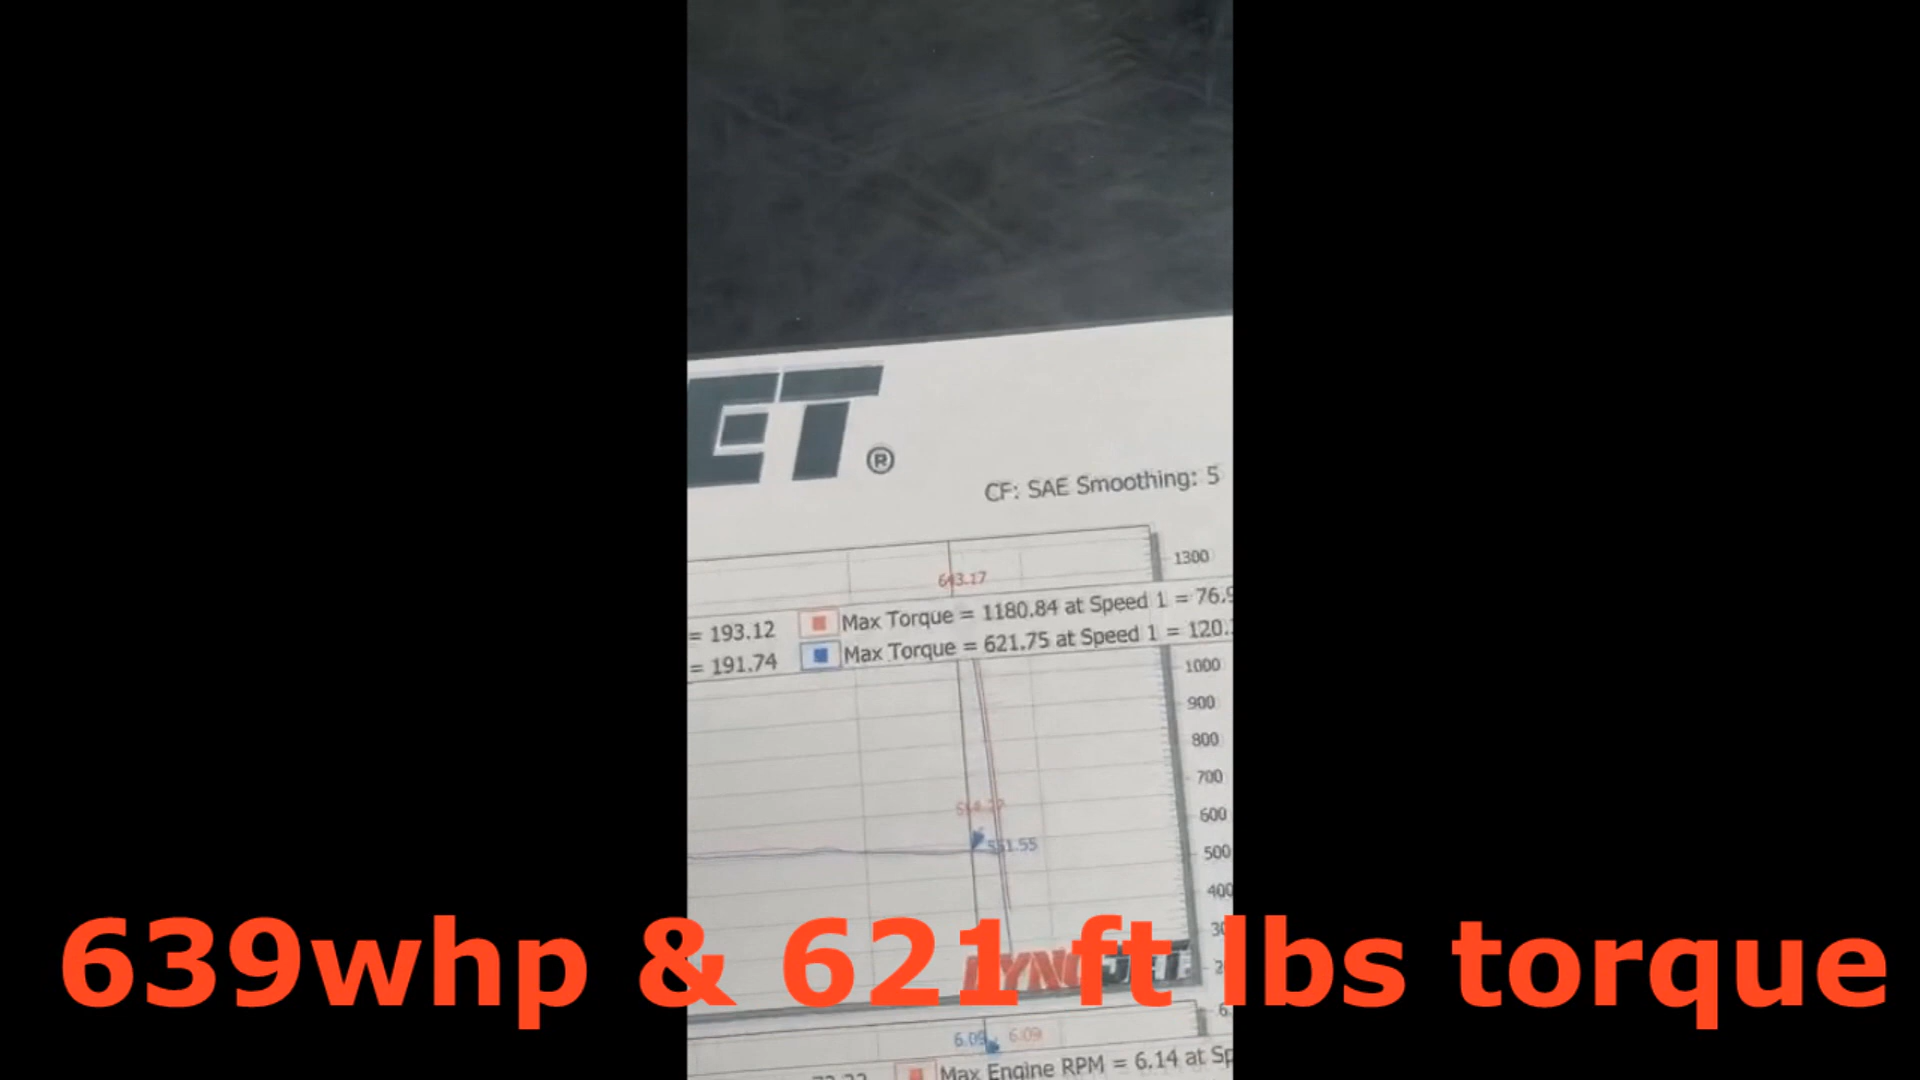 ET®
CF: SAE Smoothing: 5
1300
643.17
= 193.12 Max Torque = 1180.84 at Speed 1 = 76.9
= 191.74 Max Torque = 621.75 at Speed 1 = 120.
1000
900
800
700
600
551.55
500
400
639whp & 621 ft lbs torque
6.09 6.09
Max Engine RPM = 6.14 at Sp